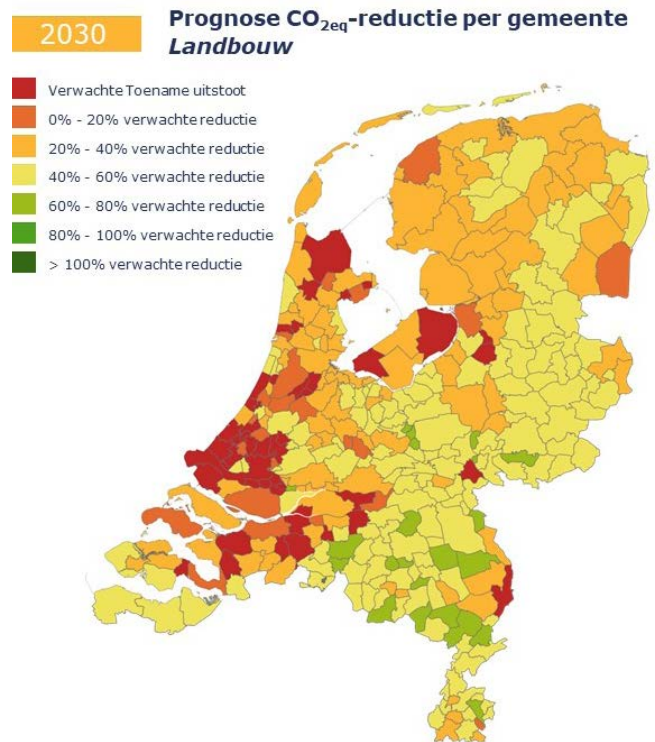 2030
Prognose CO2eq-reductie per gemeente
Landbouw
Verwachte Toename uitstoot
0% - 20% verwachte reductie
20% - 40% verwachte reductie
40% - 60% verwachte reductie
60% - 80% verwachte reductie
80% - 100% verwachte reductie
> 100% verwachte reductie